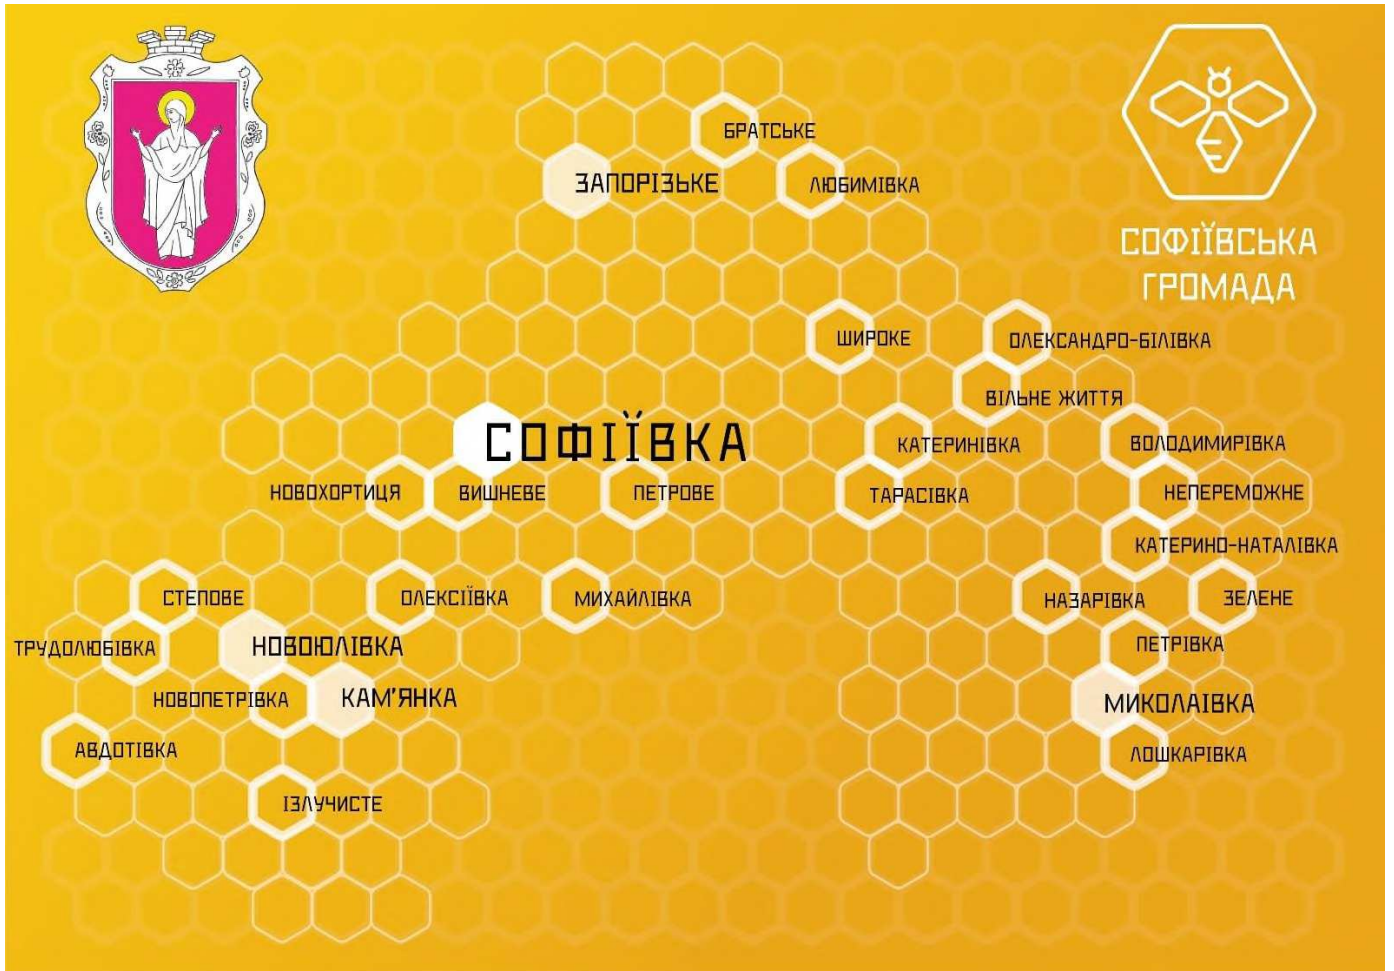 БРАТСЬКЕ
ЗАПОРІЗЬКЕ
ЛЮБИМІВКА
СОФІЇВСЬКА
ГРОМАДА
ШИРОКЕ
ОЛЕКСАНДРО-БІЛІВКА
ВІЛЬНЕ ЖИТТЯ
СОФІЇВКА
КАТЕРИНІВКА
ВОЛОДИМИРІВКА
НОВОХОРТИЦЯ
ВИШНЕВЕ
ПЕТРОВЕ
ТАРАСІВКА
НЕПЕРЕМОЖНЕ
КАТЕРИНО-НАТАЛІВКА
СТЕПОВЕ
ОЛЕКСІЇВКА
МИХАЙЛІВКА
НАЗАРІВКА
ЗЕЛЕНЕ
ТРУДОЛЮБІВКА
НОВОЮЛІВКА
ПЕТРІВКА
НОВОПЕТРІВКА
КАМ'ЯНКА
МИКОЛАІВКА
АВДОТІВКА
ЛОШКАРІВКА
ІЗЛУЧИСТЕ